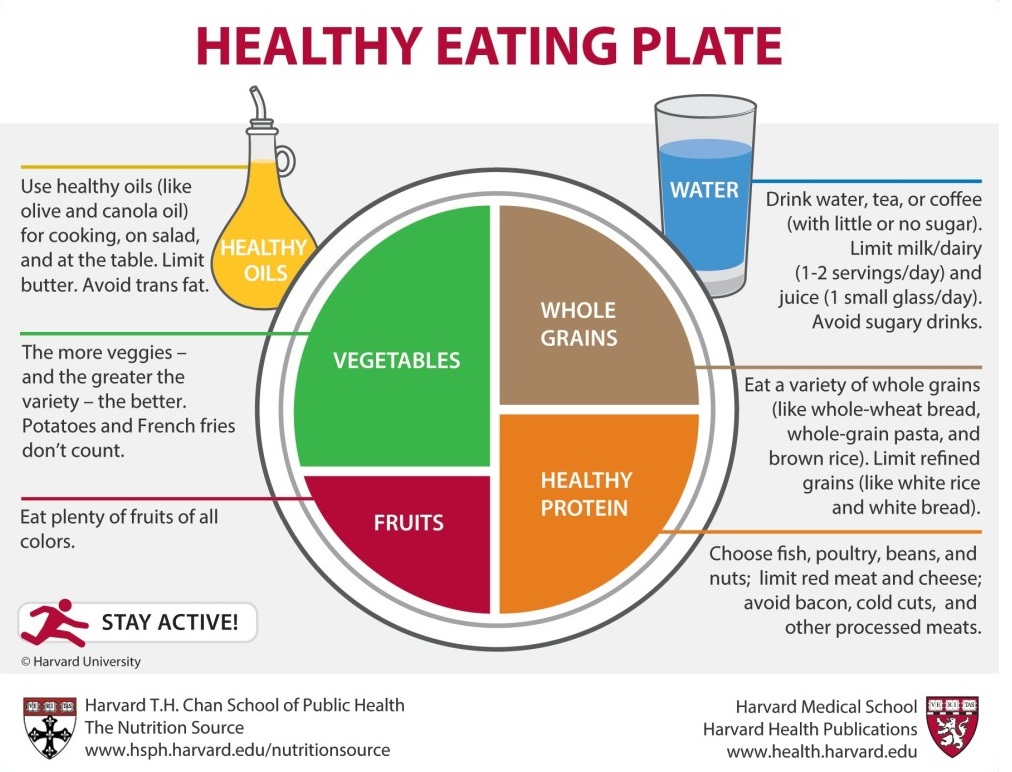 HEALTHY EATING PLATE
Use healthy oils (like
olive and canola oil)
for cooking, on salad,
and at the table. Limit
butter. Avoid trans fat.
HEALTHY
OILS
WATER
Drink water, tea, or coffee
(with little or no sugar).
Limit milk/dairy
(1-2 servings/day) and
juice (1 small glass/day).
Avoid sugary drinks.
The more veggies –
and the greater the
variety – the better.
Potatoes and French fries
don’t count.
VEGETABLES
WHOLE
GRAINS
Eat a variety of whole grains
(like whole-wheat bread,
whole-grain pasta, and
brown rice). Limit refined
grains (like white rice
and white bread).
Eat plenty of fruits of all
colors.
FRUITS
HEALTHY
PROTEIN
Choose fish, poultry, beans, and
nuts; limit red meat and cheese;
avoid bacon, cold cuts, and
other processed meats.
STAY ACTIVE!
© Harvard University
VE RI TAS
Harvard T.H. Chan School of Public Health
The Nutrition Source
www.hsph.harvard.edu/nutritionsource
Harvard Medical School
Harvard Health Publications
www.health.harvard.edu
VE RI TAS